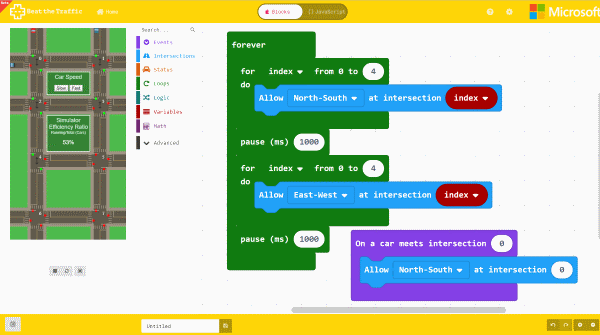 Beta
Beat the Traffic
Home
Blocks
JavaScript
Microsoft
Search...
Events
Intersections
Status
Loops
Logic
Variables
Math
Advanced
Car Speed
Slow Fast
Simulator
Efficiency Ratio
53%
forever
for index from 0 to 4
do
Allow North-South at intersection index
pause (ms) 1000
for index from 0 to 4
do
Allow East-West at intersection index
pause (ms) 1000
On a car meets intersection 0
Allow North-South at intersection 0
Untitled